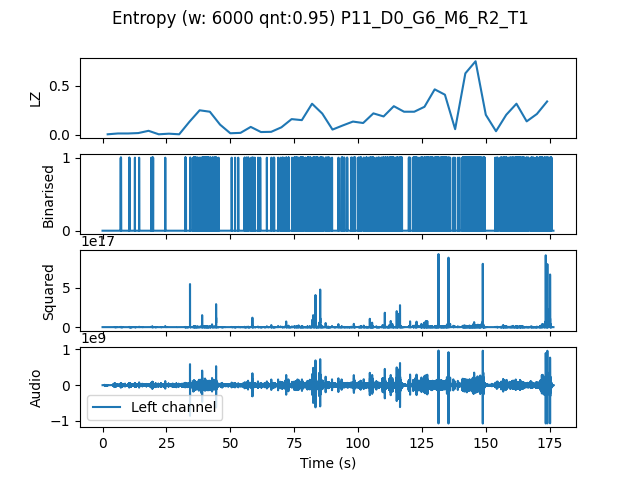 Entropy (w: 6000 qnt:0.95) P11_D0_G6_M6_R2_T1
LZ
0.5
0.0
Binarised
1
0
1e17
Squared
5
0
1e9
Audio
1
0
−1
Left channel
0 25 50 75 100 125 150 175
Time (s)